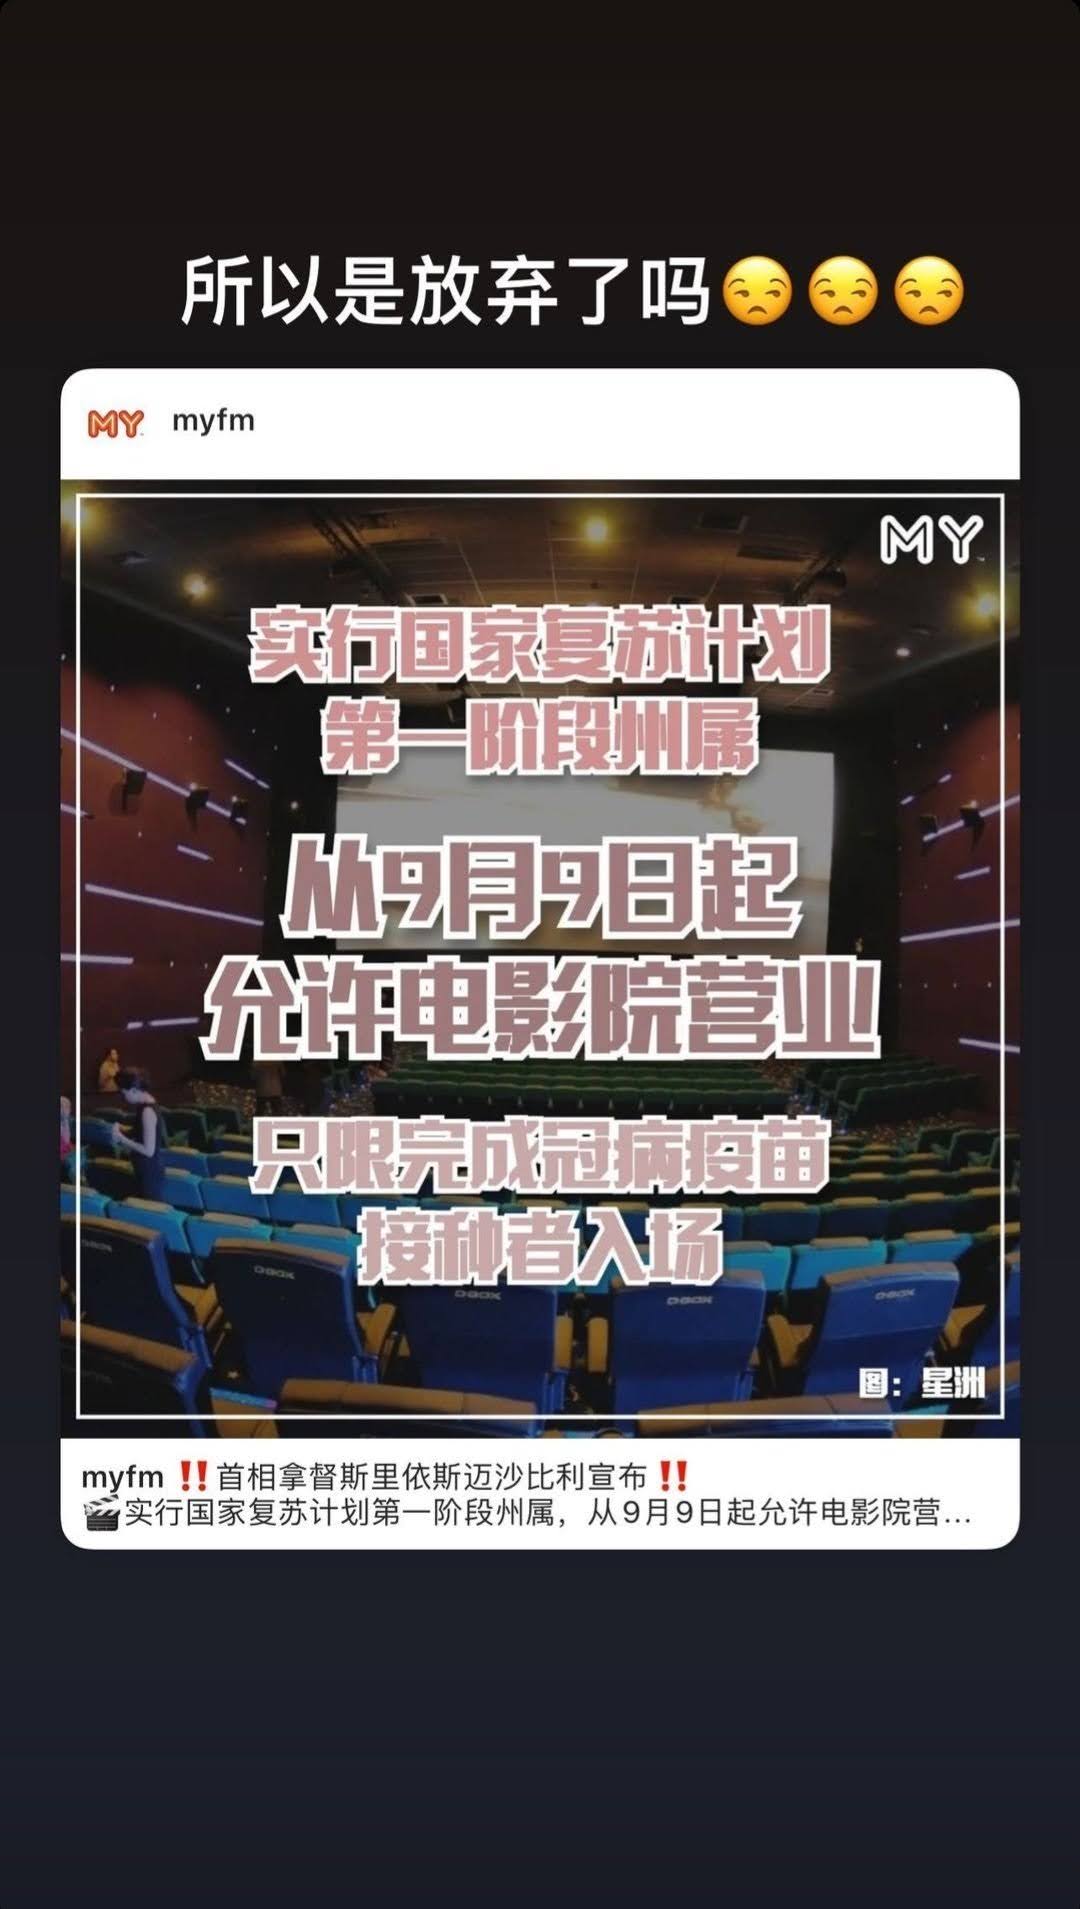 所以是放弃了吗😒😒😒
MY myfm
MY
实行国家复苏计划
第一阶段州属
从9月9日起
允许电影院营业
只限完成冠病疫苗
接种者入场
D-BOX
D-BOX
D-BOX
D-BOX
图：星洲
myfm ‼️首相拿督斯里依斯迈沙比利宣布‼️
🎬实行国家复苏计划第一阶段州属，从9月9日起允许电影院营...